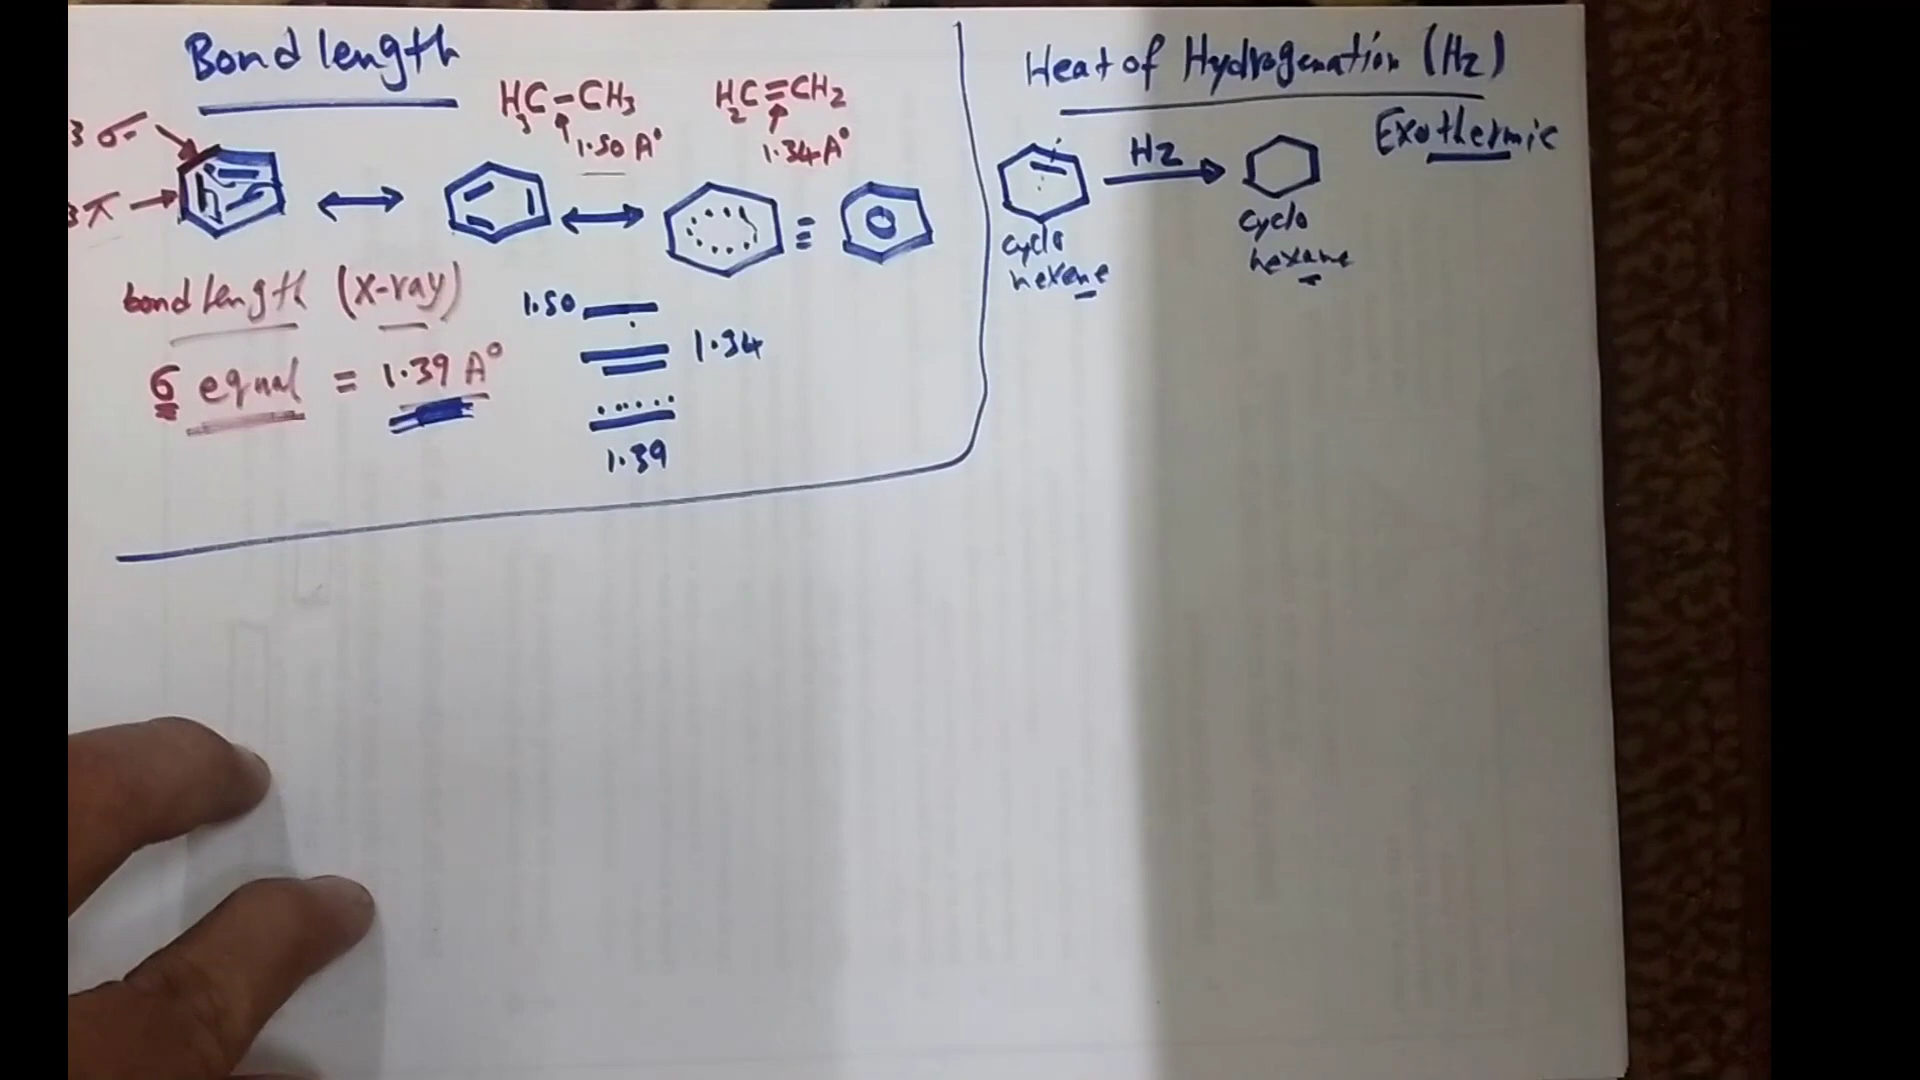 Bond length
H3C-CH3
1.50 A°
H2C=CH2
1.34 A°
3 σ
3 π
bond length (x-ray)
6 equal = 1.39 A°
1.50
1.34
1.39
Heat of Hydrogenation (H2)
Exothermic
H2
cyclo
hexene
cyclo
hexane